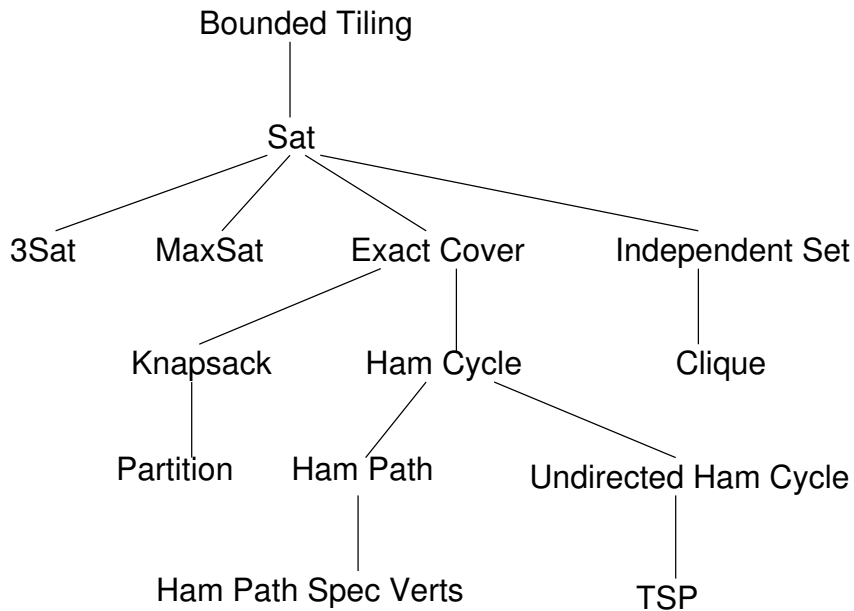 Bounded Tiling
Sat
3Sat
MaxSat
Exact Cover
Independent Set
Knapsack
Ham Cycle
Clique
Partition
Ham Path
Undirected Ham Cycle
Ham Path Spec Verts
TSP